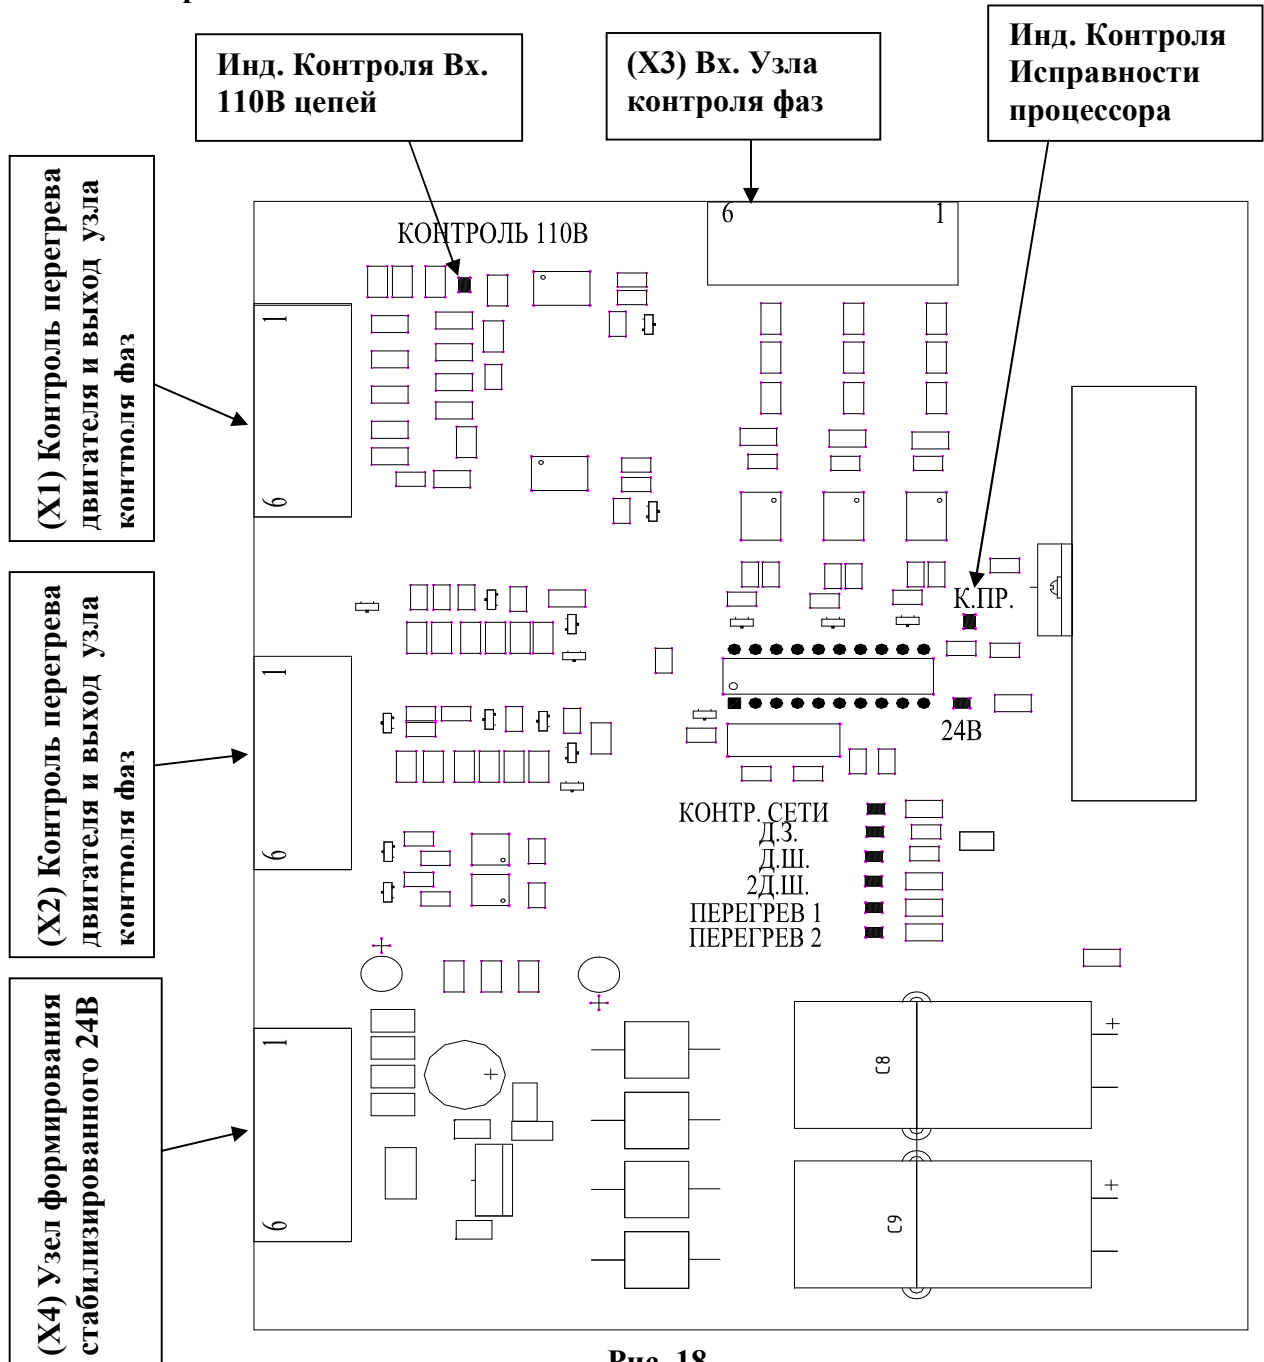 Инд. Контроля Вх.
110В цепей
(Х3) Вх. Узла
контроля фаз
Инд. Контроля
Исправности
процессора
(Х1) Контроль перегрева
двигателя и выход узла
контроля фаз
(Х2) Контроль перегрева
двигателя и выход узла
контроля фаз
(Х4) Узел формирования
стабилизированного 24В
КОНТРОЛЬ 110В
6 1
1
6
К.ПР.
1
6
24В
КОНТР. СЕТИ
Д.З.
Д.Ш.
2Д.Ш.
ПЕРЕГРЕВ 1
ПЕРЕГРЕВ 2
1
6
+
C8
+
+
C9
Рис. 18